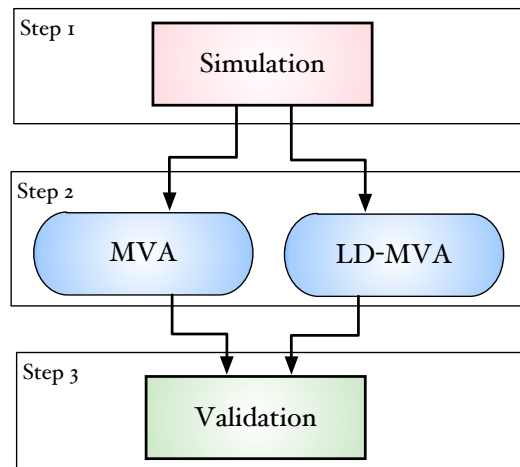 Step 1
Simulation
Step 2
MVA
LD-MVA
Step 3
Validation